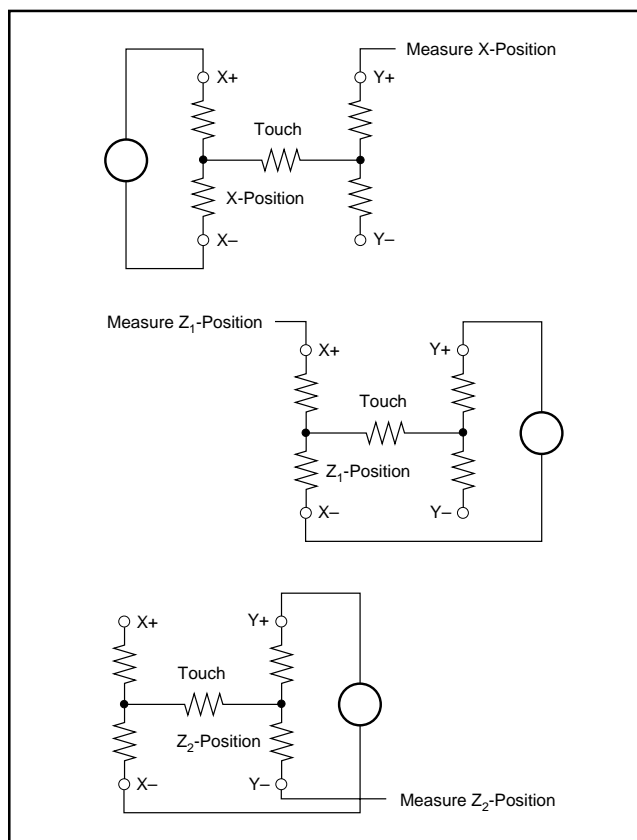 Measure X-Position
X+ Y+
Touch
X-Position
X– Y–
Measure Z₁-Position
X+ Y+
Touch
Z₁-Position
X– Y–
X+ Y+
Touch
Z₂-Position
X– Y–
Measure Z₂-Position